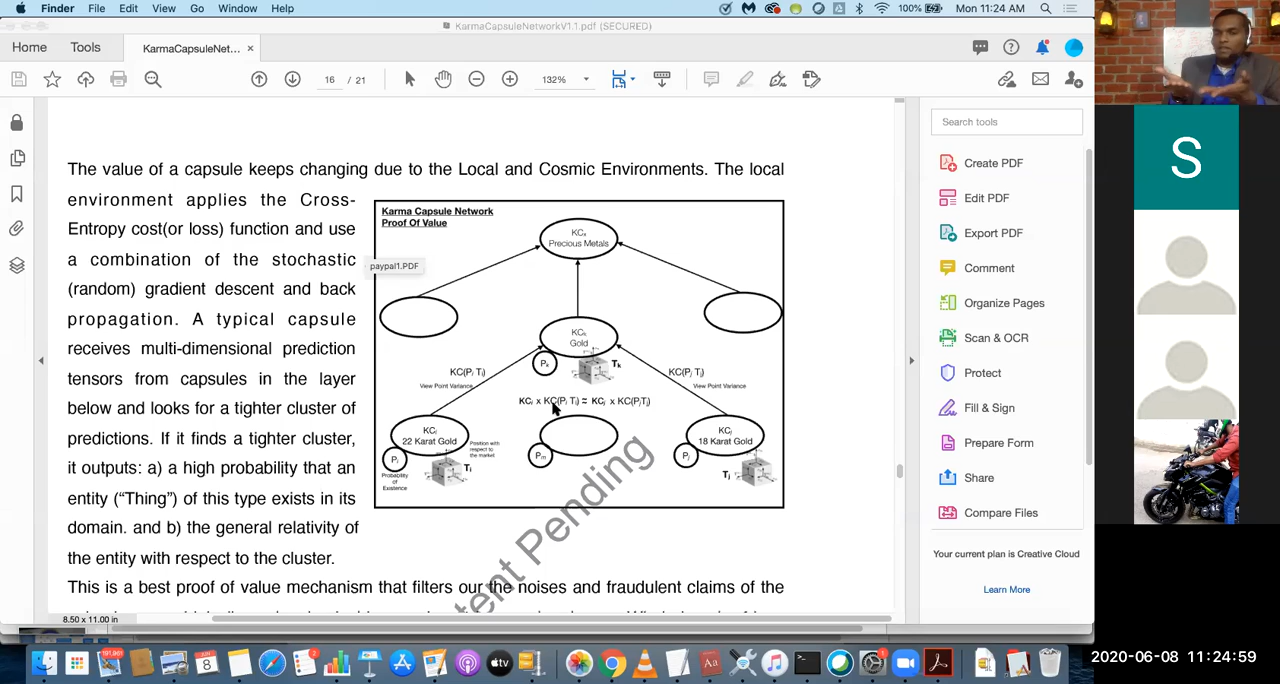 Finder File Edit View Go Window Help 100% Mon 11:24 AM
KarmaCapsuleNetworkV1.1.pdf (SECURED)
Home Tools KarmaCapsuleNet... ×
16 / 21 132%
The value of a capsule keeps changing due to the Local and Cosmic Environments. The local
environment applies the Cross-
Entropy cost(or loss) function and use
a combination of the stochastic
(random) gradient descent and back
propagation. A typical capsule
receives multi-dimensional prediction
tensors from capsules in the layer
below and looks for a tighter cluster of
predictions. If it finds a tighter cluster,
it outputs: a) a high probability that an
entity (“Thing”) of this type exists in its
domain. and b) the general relativity of
the entity with respect to the cluster.
This is a best proof of value mechanism that filters our the noises and fraudulent claims of the
Karma Capsule Network
Proof Of Value
paypal1.PDF
Precious Metals
KCk
Gold
Pk
Tk
KC(Pi Ti)
View Point Variance
KC(Pj Tj)
View Point Variance
KCi x KC(Pi Ti) ≈ KCj x KC(PjTj)
KCi
22 Karat Gold
Position with
respect to
the market
Pi
Probability
of
Existence
Ti
Pm
KCj
18 Karat Gold
Pj
Tj
tent Pending
8.50 x 11.00 in
Search tools
Create PDF
Edit PDF
Export PDF
Comment
Organize Pages
Scan & OCR
Protect
Fill & Sign
Prepare Form
Share
Compare Files
Your current plan is Creative Cloud
Learn More
S
8
tv
2020-06-08 11:24:59